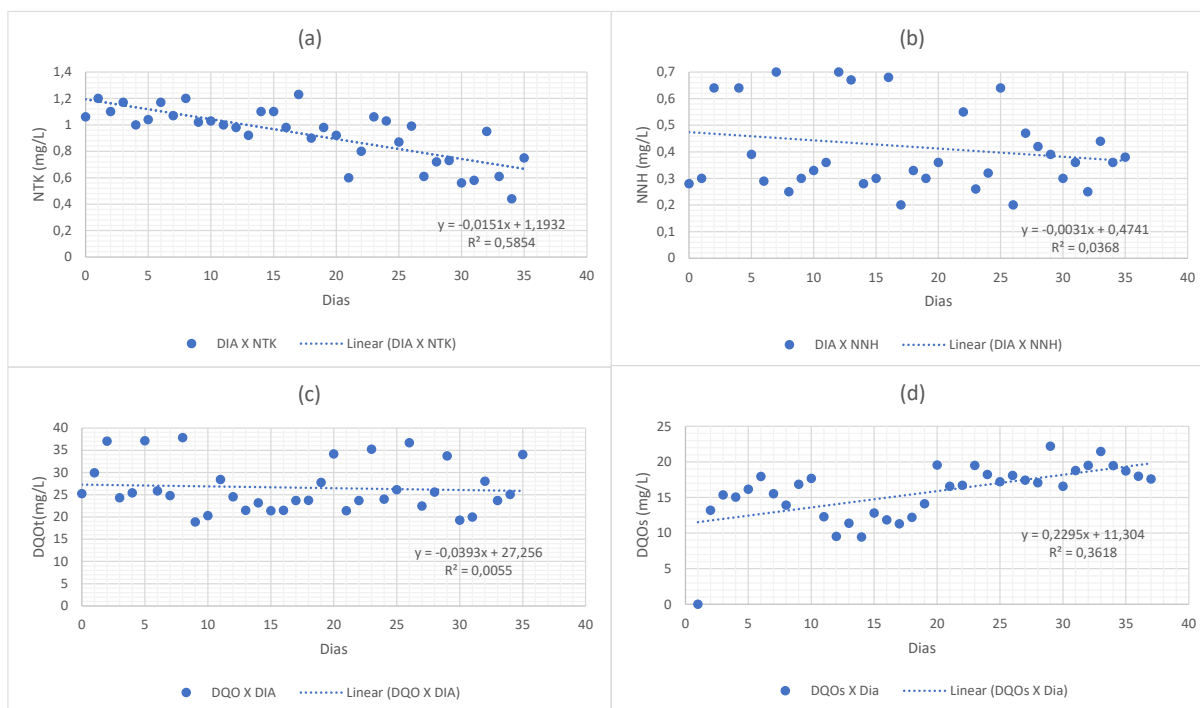 (a)
NTK (mg/L)
1,4
1,2
1
0,8
0,6
0,4
0,2
0
y = -0,0151x + 1,1932
R² = 0,5854
0 5 10 15 20 25 30 35 40
Dias
DIA X NTK Linear (DIA X NTK)
(b)
NNH (mg/L)
0,7
0,6
0,5
0,4
0,3
0,2
0,1
0
y = -0,0031x + 0,4741
R² = 0,0368
0 5 10 15 20 25 30 35 40
Dias
DIA X NNH Linear (DIA X NNH)
(c)
DQOt(mg/L)
40
35
30
25
20
15
10
5
0
y = -0,0393x + 27,256
R² = 0,0055
0 5 10 15 20 25 30 35 40
Dias
DQO X DIA Linear (DQO X DIA)
(d)
DQOs (mg/L)
25
20
15
10
5
0
y = 0,2295x + 11,304
R² = 0,3618
0 5 10 15 20 25 30 35 40
Dias
DQOs X Dia Linear (DQOs X Dia)